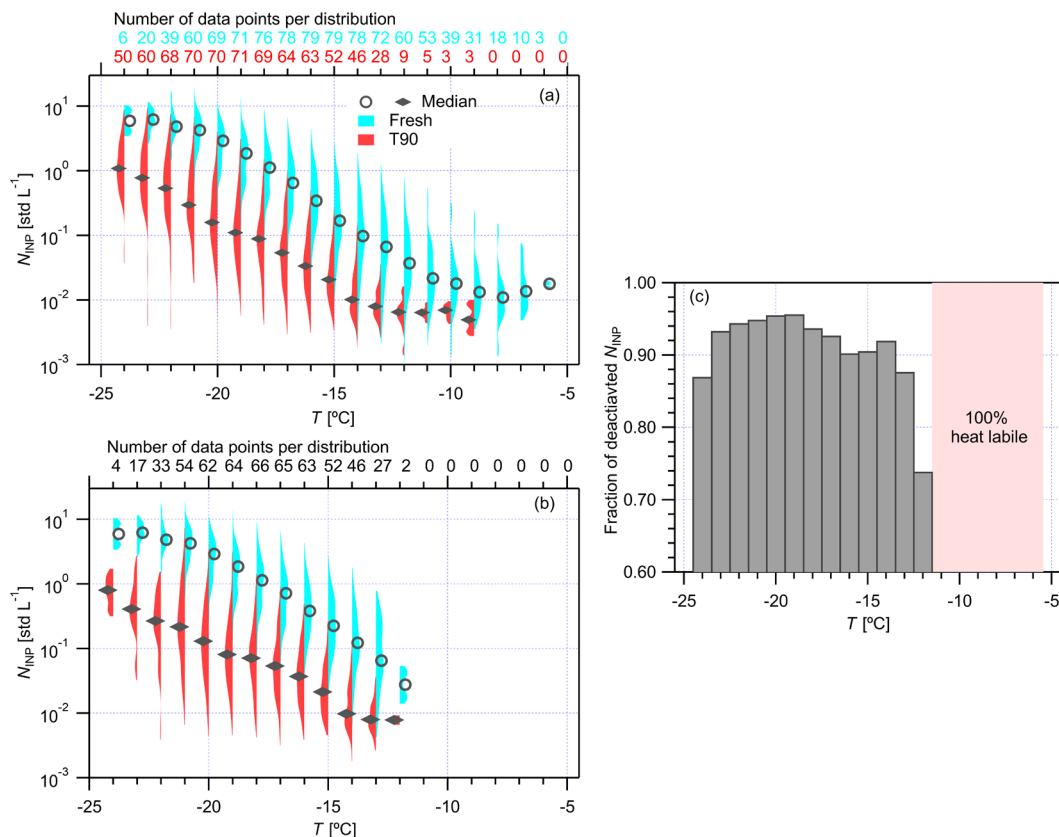 Number of data points per distribution
6 20 39 60 69 71 76 78 79 79 78 72 60 53 39 31 18 10 3 0
50 60 68 70 70 71 69 64 63 52 46 28 9 5 3 3 0 0 0 0
(a)
Median
Fresh
T90
10¹
10⁰
10⁻¹
10⁻²
10⁻³
N_INP [std L⁻¹]
-25 -20 -15 -10 -5
T [ºC]
Number of data points per distribution
4 17 33 54 62 64 66 65 63 52 46 27 2 0 0 0 0 0 0 0
(b)
10¹
10⁰
10⁻¹
10⁻²
10⁻³
N_INP [std L⁻¹]
-25 -20 -15 -10 -5
T [ºC]
(c)
1.00
0.90
0.80
0.70
0.60
Fraction of deactiavted N_INP
100%
heat labile
-25 -20 -15 -10 -5
T [ºC]